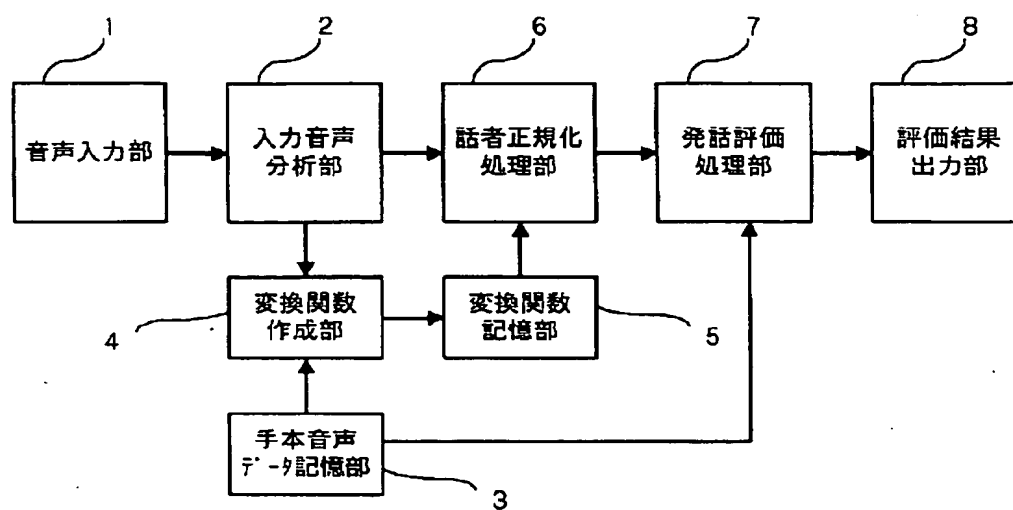 1
2
6
7
8
音声入力部
入力音声
分析部
話者正規化
処理部
発話評価
処理部
評価結果
出力部
変換関数
作成部
4
変換関数
記憶部
5
手本音声
データ記憶部
3